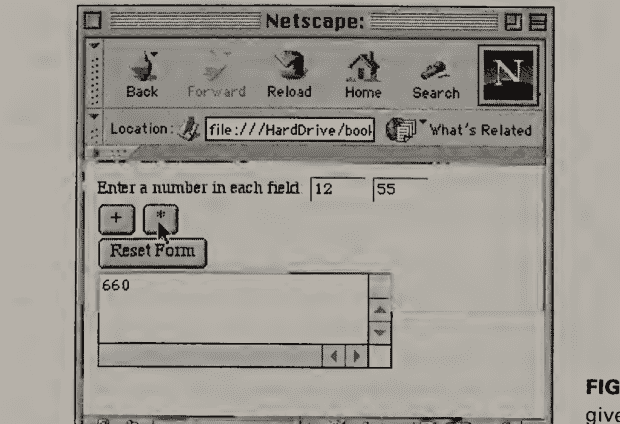 Netscape:
N
Back Forward Reload Home Search
Location: file:///HardDrive/book What's Related
Enter a number in each field 12 55
+ *
Reset Form
660
FIG
give